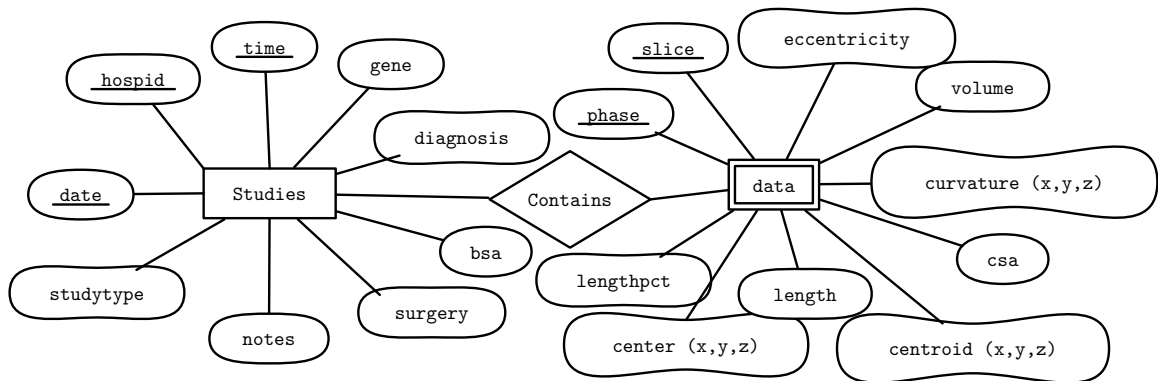 time
slice
eccentricity
hospid
gene
volume
phase
diagnosis
date
Studies
Contains
data
curvature (x,y,z)
bsa
csa
studytype
lengthpct
length
surgery
notes
center (x,y,z)
centroid (x,y,z)